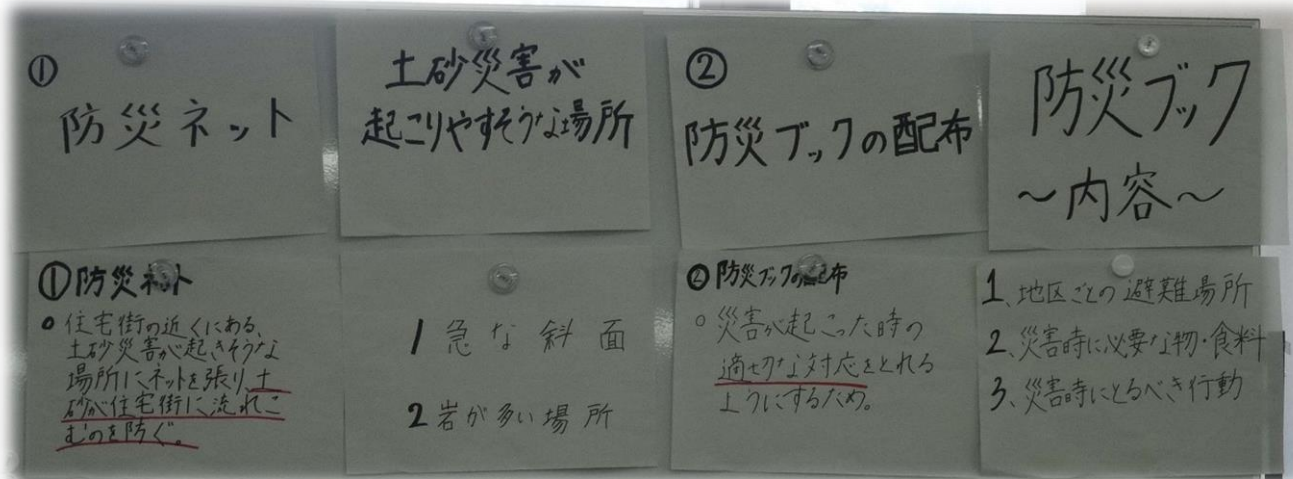 ①
防災ネット
土砂災害が
起こりやすそうな場所
②
防災ブックの配布
防災ブック
～内容～
①防災ネット
○住宅街の近くにある、
土砂災害が起きそうな
場所にネットを張り、土
砂が住宅街に流れこ
むのを防ぐ。
1 急な斜面
2 岩が多い場所
②防災ブックの配布
○災害が起こった時の
適切な対応をとれる
ようにするため。
1、地区ごとの避難場所
2、災害時に必要な物・食料
3、災害時にとるべき行動